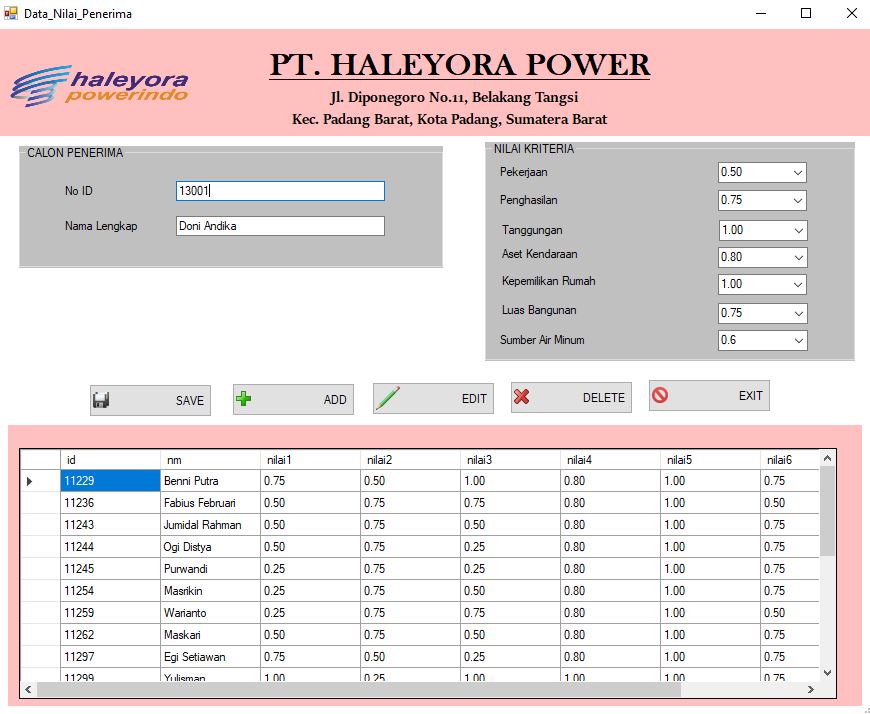 Data_Nilai_Penerima
haleyora
powerindo
PT. HALEYORA POWER
Jl. Diponegoro No.11, Belakang Tangsi
Kec. Padang Barat, Kota Padang, Sumatera Barat
CALON PENERIMA
No ID 13001
Nama Lengkap Doni Andika
NILAI KRITERIA
Pekerjaan 0.50
Penghasilan 0.75
Tanggungan 1.00
Aset Kendaraan 0.80
Kepemilikan Rumah 1.00
Luas Bangunan 0.75
Sumber Air Minum 0.6
SAVE ADD EDIT DELETE EXIT
id nm nilai1 nilai2 nilai3 nilai4 nilai5 nilai6
11229 Benni Putra 0.75 0.50 1.00 0.80 1.00 0.75
11236 Fabius Februari 0.50 0.75 0.75 0.80 1.00 0.50
11243 Jumidal Rahman 0.50 0.75 0.50 0.80 1.00 0.75
11244 Ogi Distya 0.50 0.75 0.25 0.80 1.00 0.75
11245 Purwandi 0.25 0.75 0.25 0.80 1.00 0.75
11254 Masrikin 0.25 0.75 0.50 0.80 1.00 0.75
11259 Warianto 0.25 0.75 0.75 0.80 1.00 0.50
11262 Maskari 0.50 0.75 0.50 0.80 1.00 0.75
11297 Egi Setiawan 0.75 0.50 0.25 0.80 1.00 0.75
11299 Yulisman 1.00 0.25 1.00 1.00 1.00 0.75